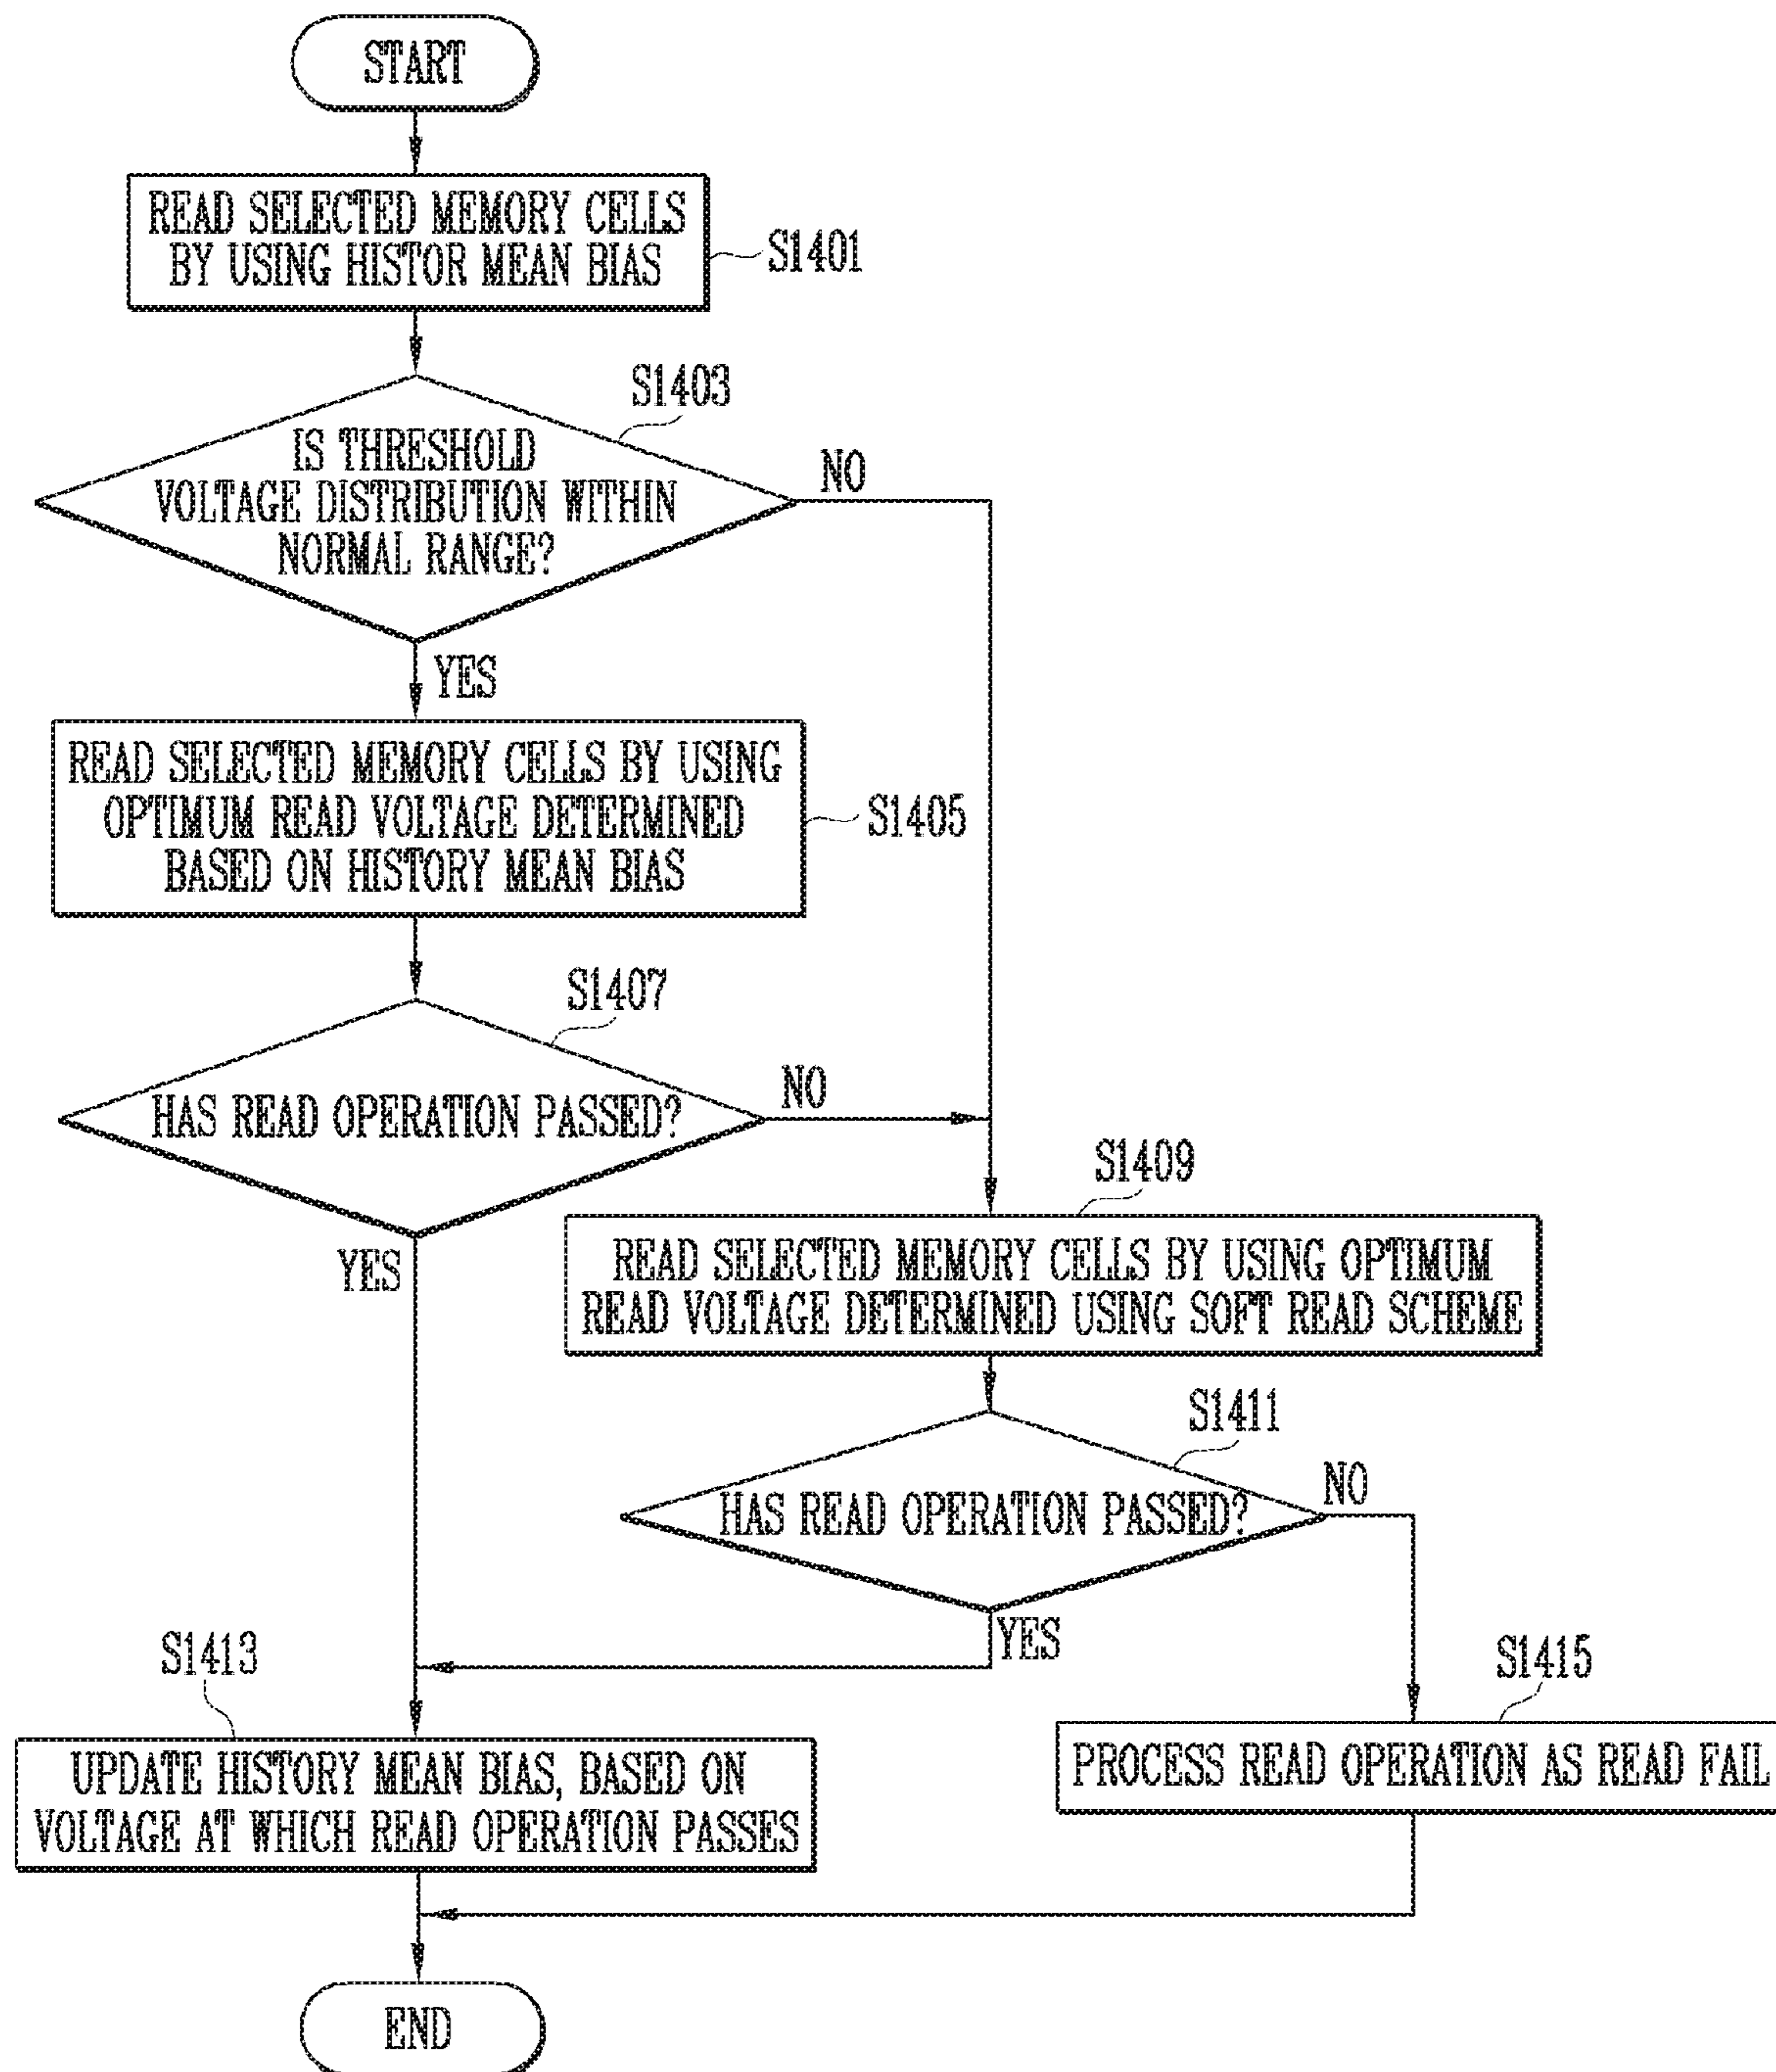 START
READ SELECTED MEMORY CELLS
BY USING HISTOR MEAN BIAS
S1401
S1403
IS THRESHOLD
VOLTAGE DISTRIBUTION WITHIN
NORMAL RANGE?
NO
YES
READ SELECTED MEMORY CELLS BY USING
OPTIMUM READ VOLTAGE DETERMINED
BASED ON HISTORY MEAN BIAS
S1405
S1407
HAS READ OPERATION PASSED?
NO
YES
S1409
READ SELECTED MEMORY CELLS BY USING OPTIMUM
READ VOLTAGE DETERMINED USING SOFT READ SCHEME
S1411
HAS READ OPERATION PASSED?
NO
YES
S1413
UPDATE HISTORY MEAN BIAS, BASED ON
VOLTAGE AT WHICH READ OPERATION PASSES
S1415
PROCESS READ OPERATION AS READ FAIL
END